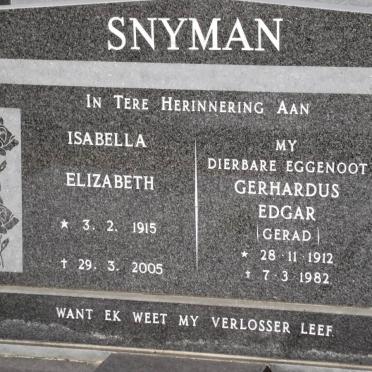 SNYMAN
IN TERE HERINNERING AAN
ISABELLA
ELIZABETH
★ 3. 2. 1915
† 29. 3. 2005
MY
DIERBARE EGGENOOT
GERHARDUS
EDGAR
(GERAD)
★ 28·11·1912
† 7·3·1982
WANT EK WEET MY VERLOSSER LEEF.